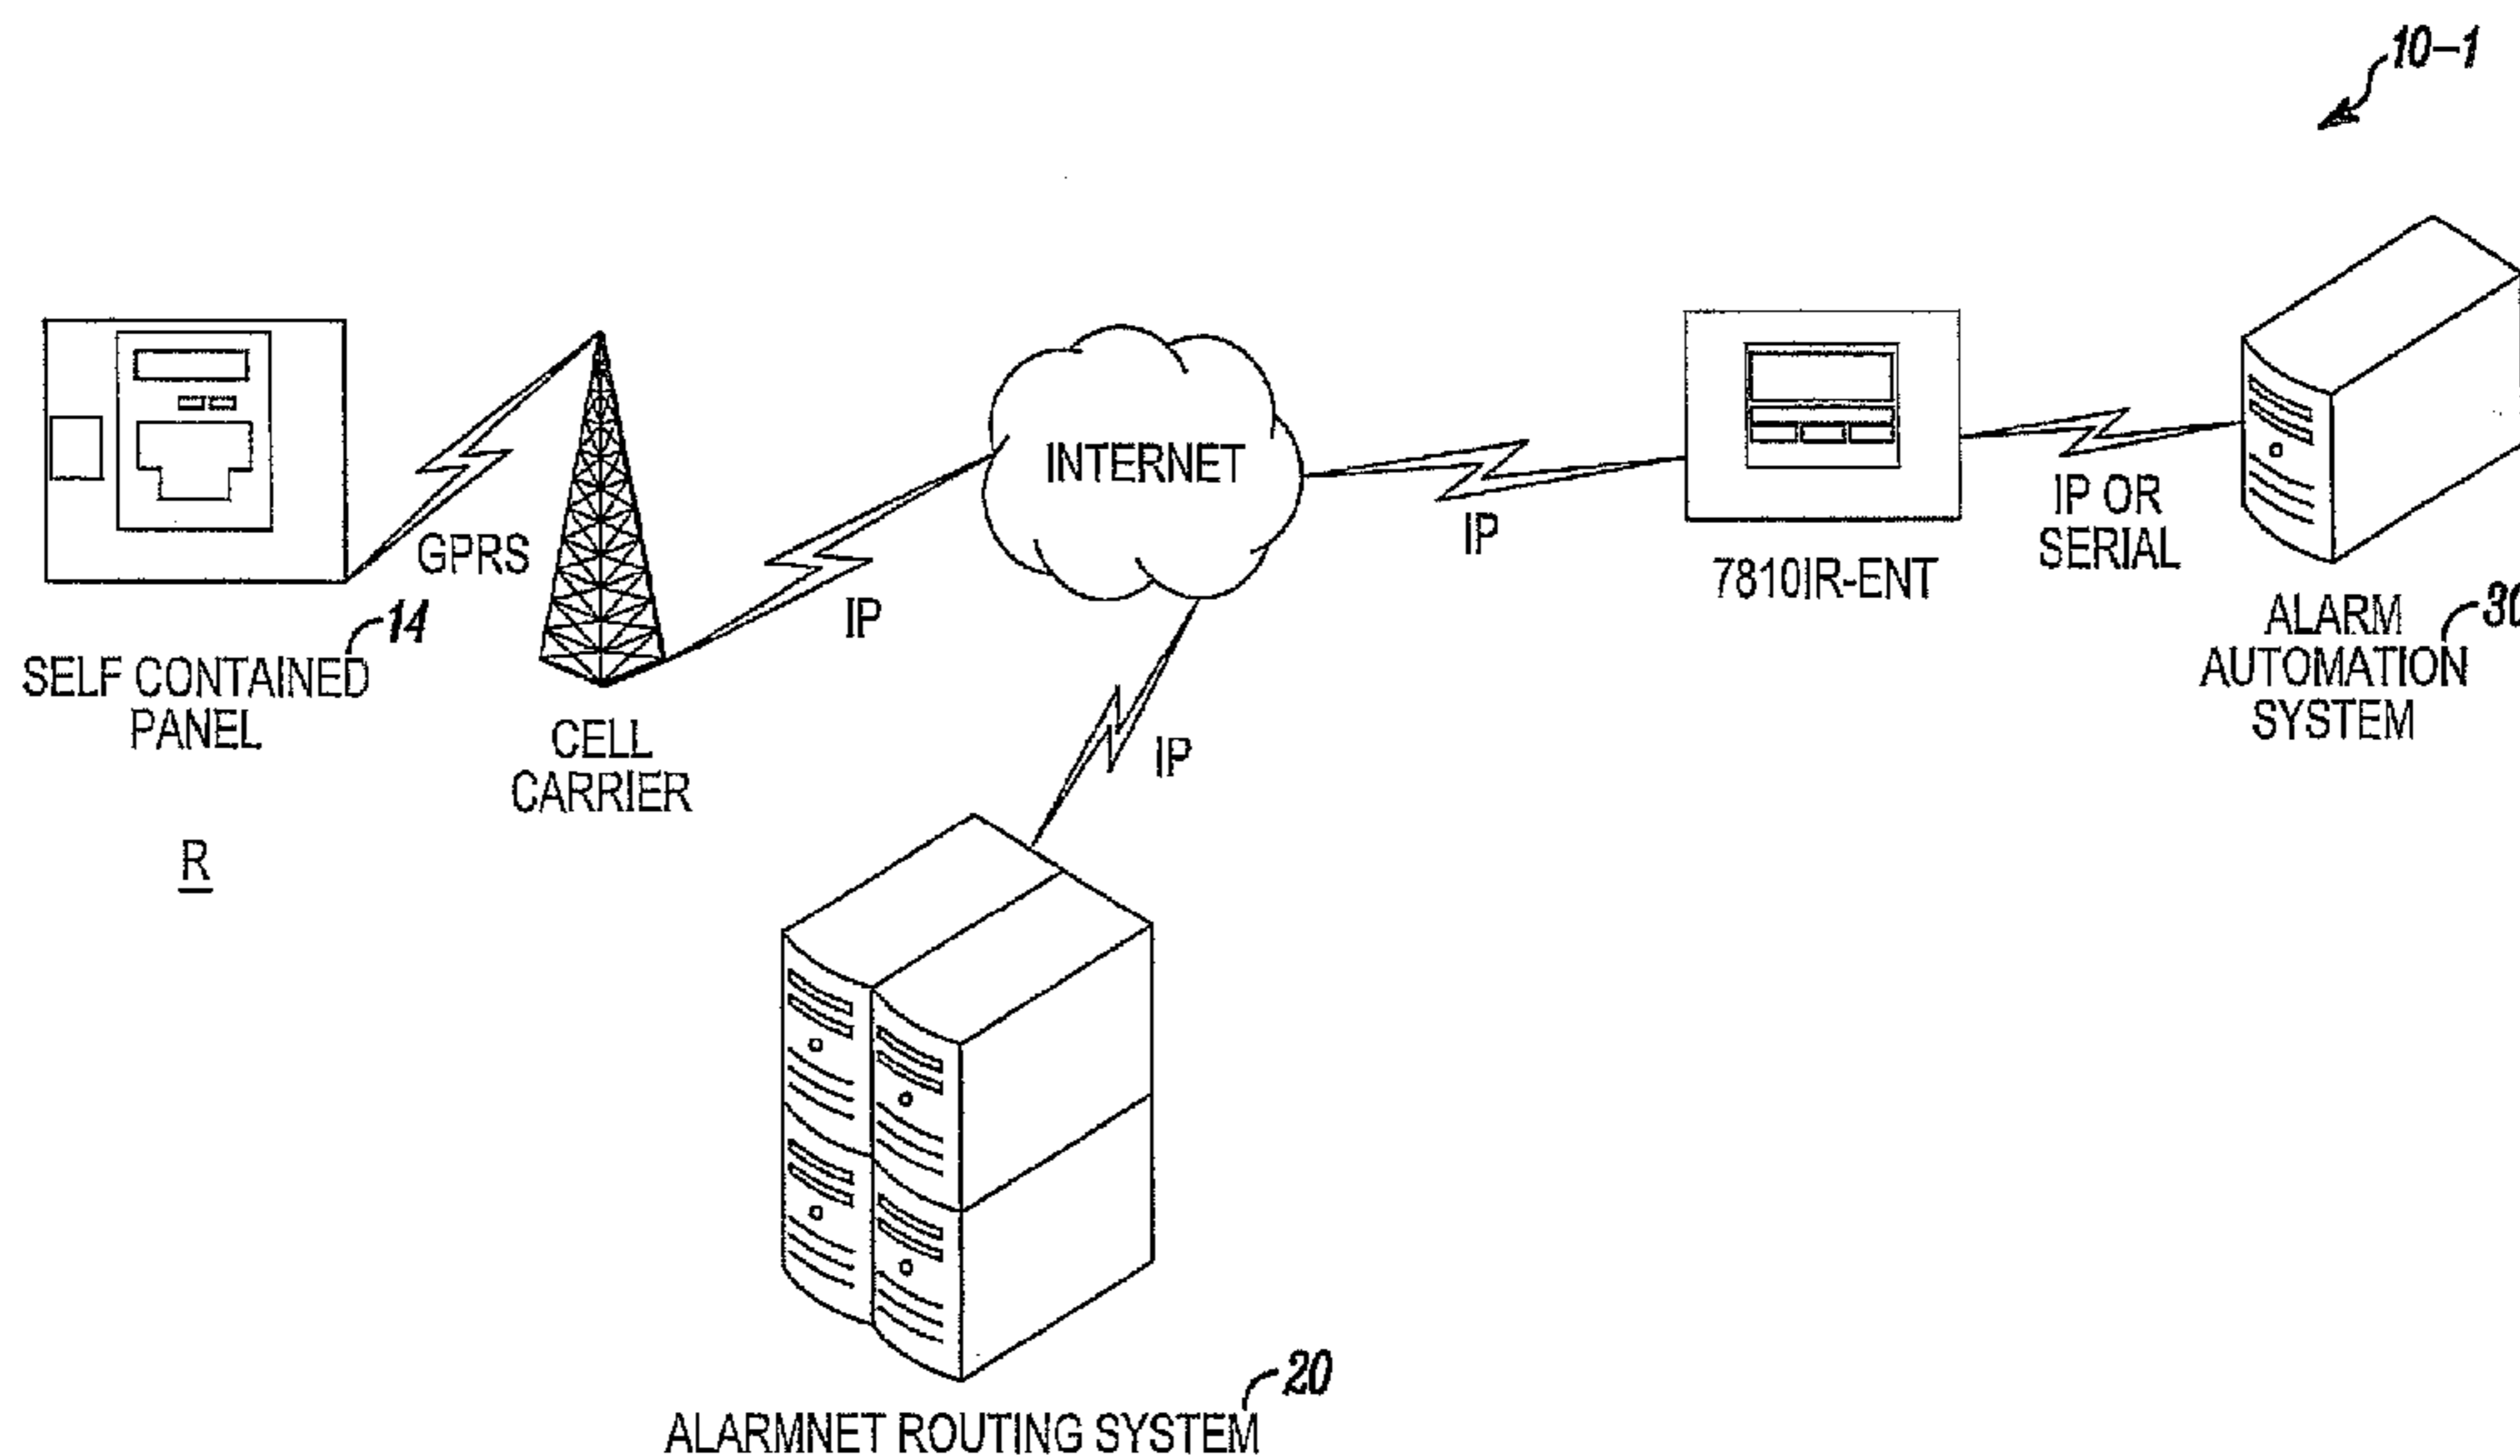 10-1
INTERNET
GPRS
IP
IP
7810IR-ENT
IP OR
SERIAL
14
SELF CONTAINED
PANEL
CELL
CARRIER
IP
30
ALARM
AUTOMATION
SYSTEM
R
20
ALARMNET ROUTING SYSTEM